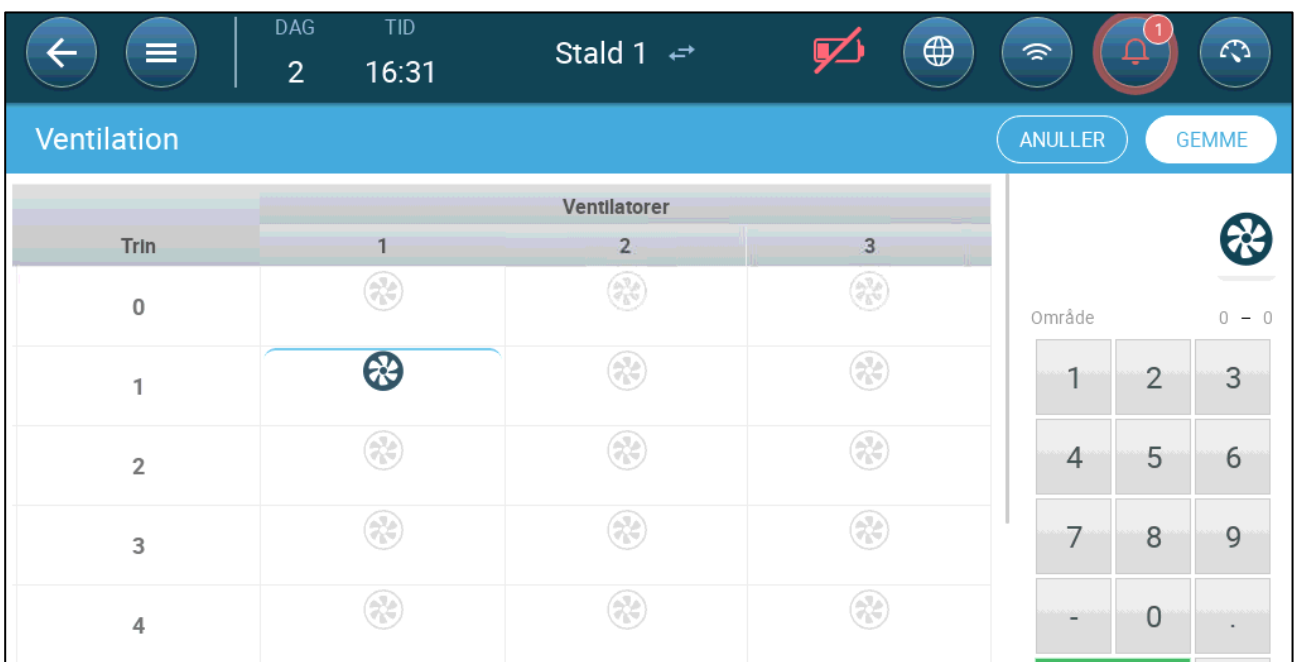 DAG TID
2 16:31 Stald 1 1
Ventilation ANULLER GEMME
Ventilatorer
Trin 1 2 3
0
Område 0 – 0
1
2
3
4
1 2 3
4 5 6
7 8 9
- 0 .